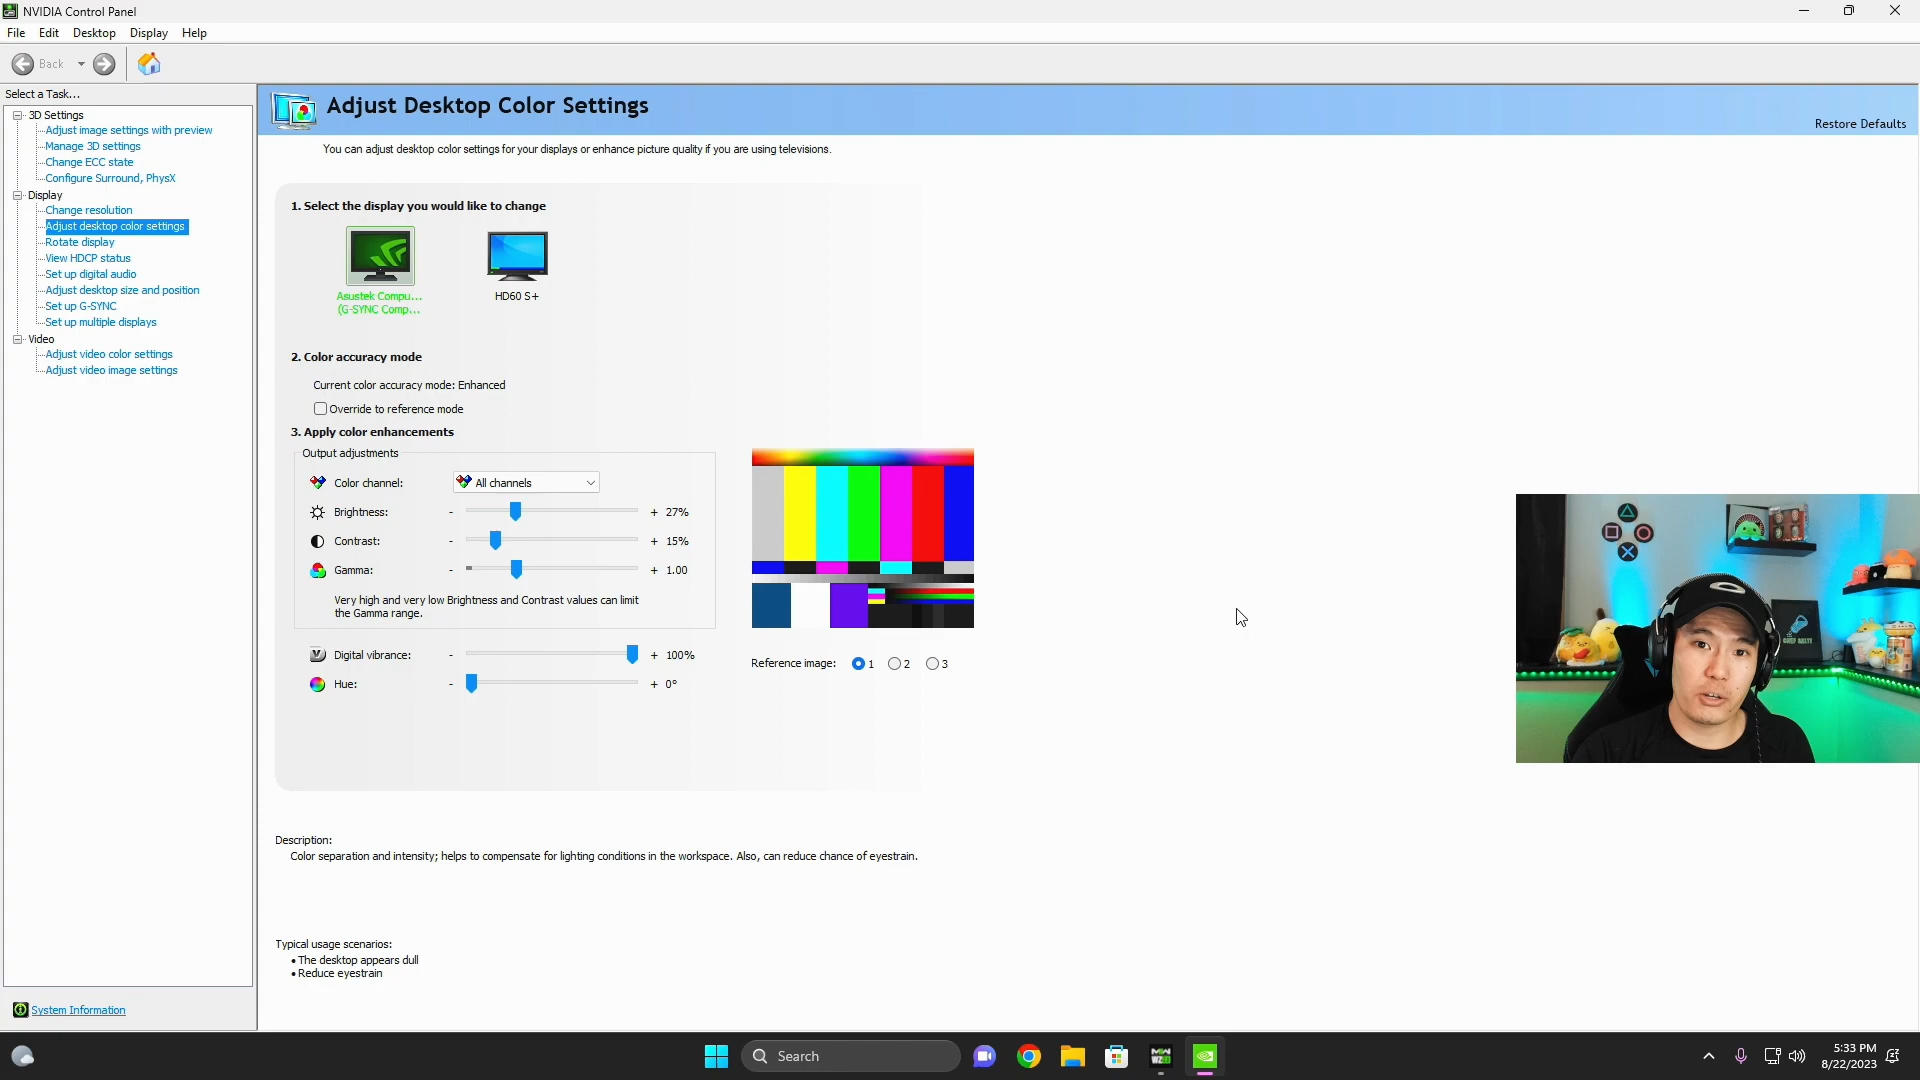 NVIDIA Control Panel
File Edit Desktop Display Help
Back
Select a Task...
3D Settings
Adjust image settings with preview
Manage 3D settings
Change ECC state
Configure Surround, PhysX
Display
Change resolution
Adjust desktop color settings
Rotate display
View HDCP status
Set up digital audio
Adjust desktop size and position
Set up G-SYNC
Set up multiple displays
Video
Adjust video color settings
Adjust video image settings
System Information
Adjust Desktop Color Settings
Restore Defaults
You can adjust desktop color settings for your displays or enhance picture quality if you are using televisions.
1. Select the display you would like to change
Asustek Compu...
(G-SYNC Comp...
HD60 S+
2. Color accuracy mode
Current color accuracy mode: Enhanced
Override to reference mode
3. Apply color enhancements
Output adjustments
Color channel: All channels
Brightness: - + 27%
Contrast: - + 15%
Gamma: - + 1.00
Very high and very low Brightness and Contrast values can limit
the Gamma range.
Digital vibrance: - + 100%
Hue: - + 0°
Reference image: 1 2 3
Description:
Color separation and intensity; helps to compensate for lighting conditions in the workspace. Also, can reduce chance of eyestrain.
Typical usage scenarios:
• The desktop appears dull
• Reduce eyestrain
Search
5:33 PM
8/22/2023